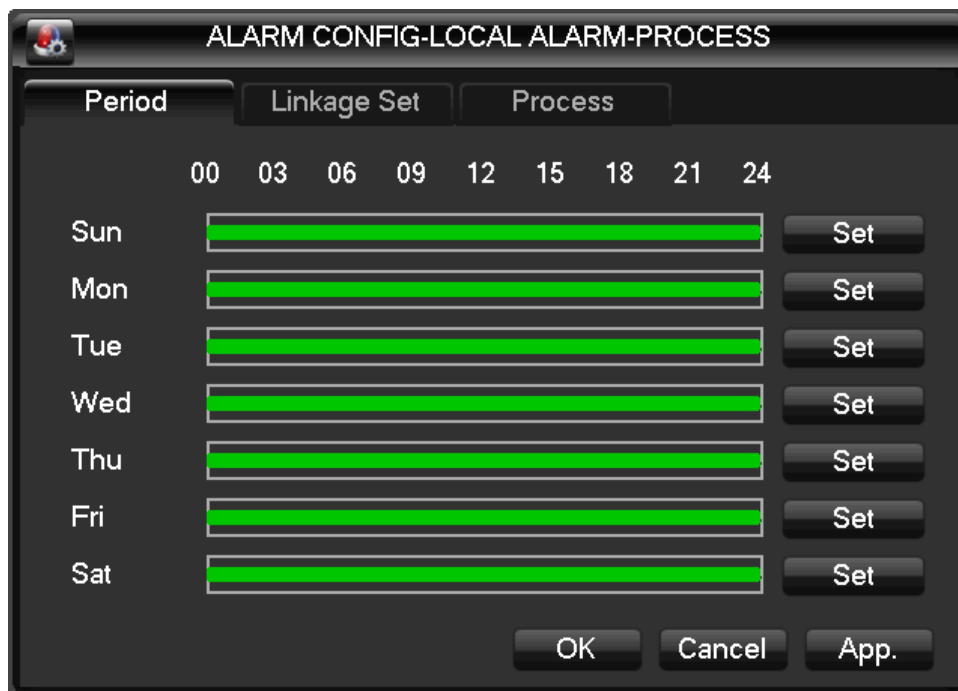 ALARM CONFIG-LOCAL ALARM-PROCESS
Period Linkage Set Process
00 03 06 09 12 15 18 21 24
Sun Set
Mon Set
Tue Set
Wed Set
Thu Set
Fri Set
Sat Set
OK Cancel App.